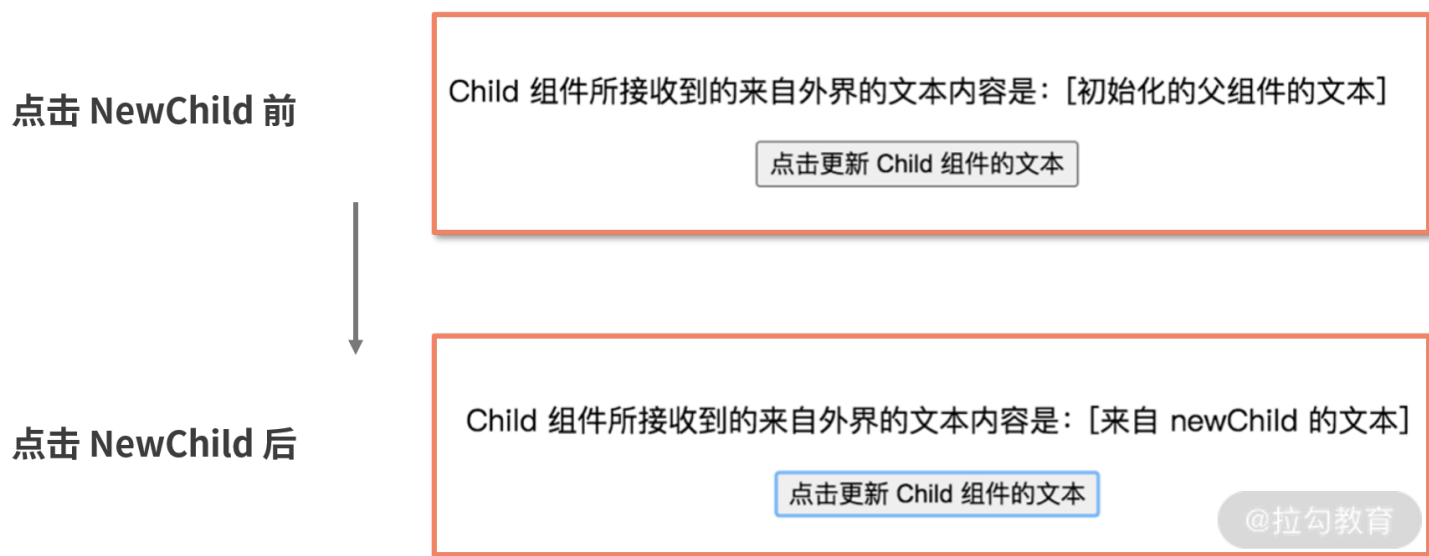 点击 NewChild 前
Child 组件所接收到的来自外界的文本内容是：[初始化的父组件的文本]
点击更新 Child 组件的文本
点击 NewChild 后
Child 组件所接收到的来自外界的文本内容是：[来自 newChild 的文本]
点击更新 Child 组件的文本
@拉勾教育